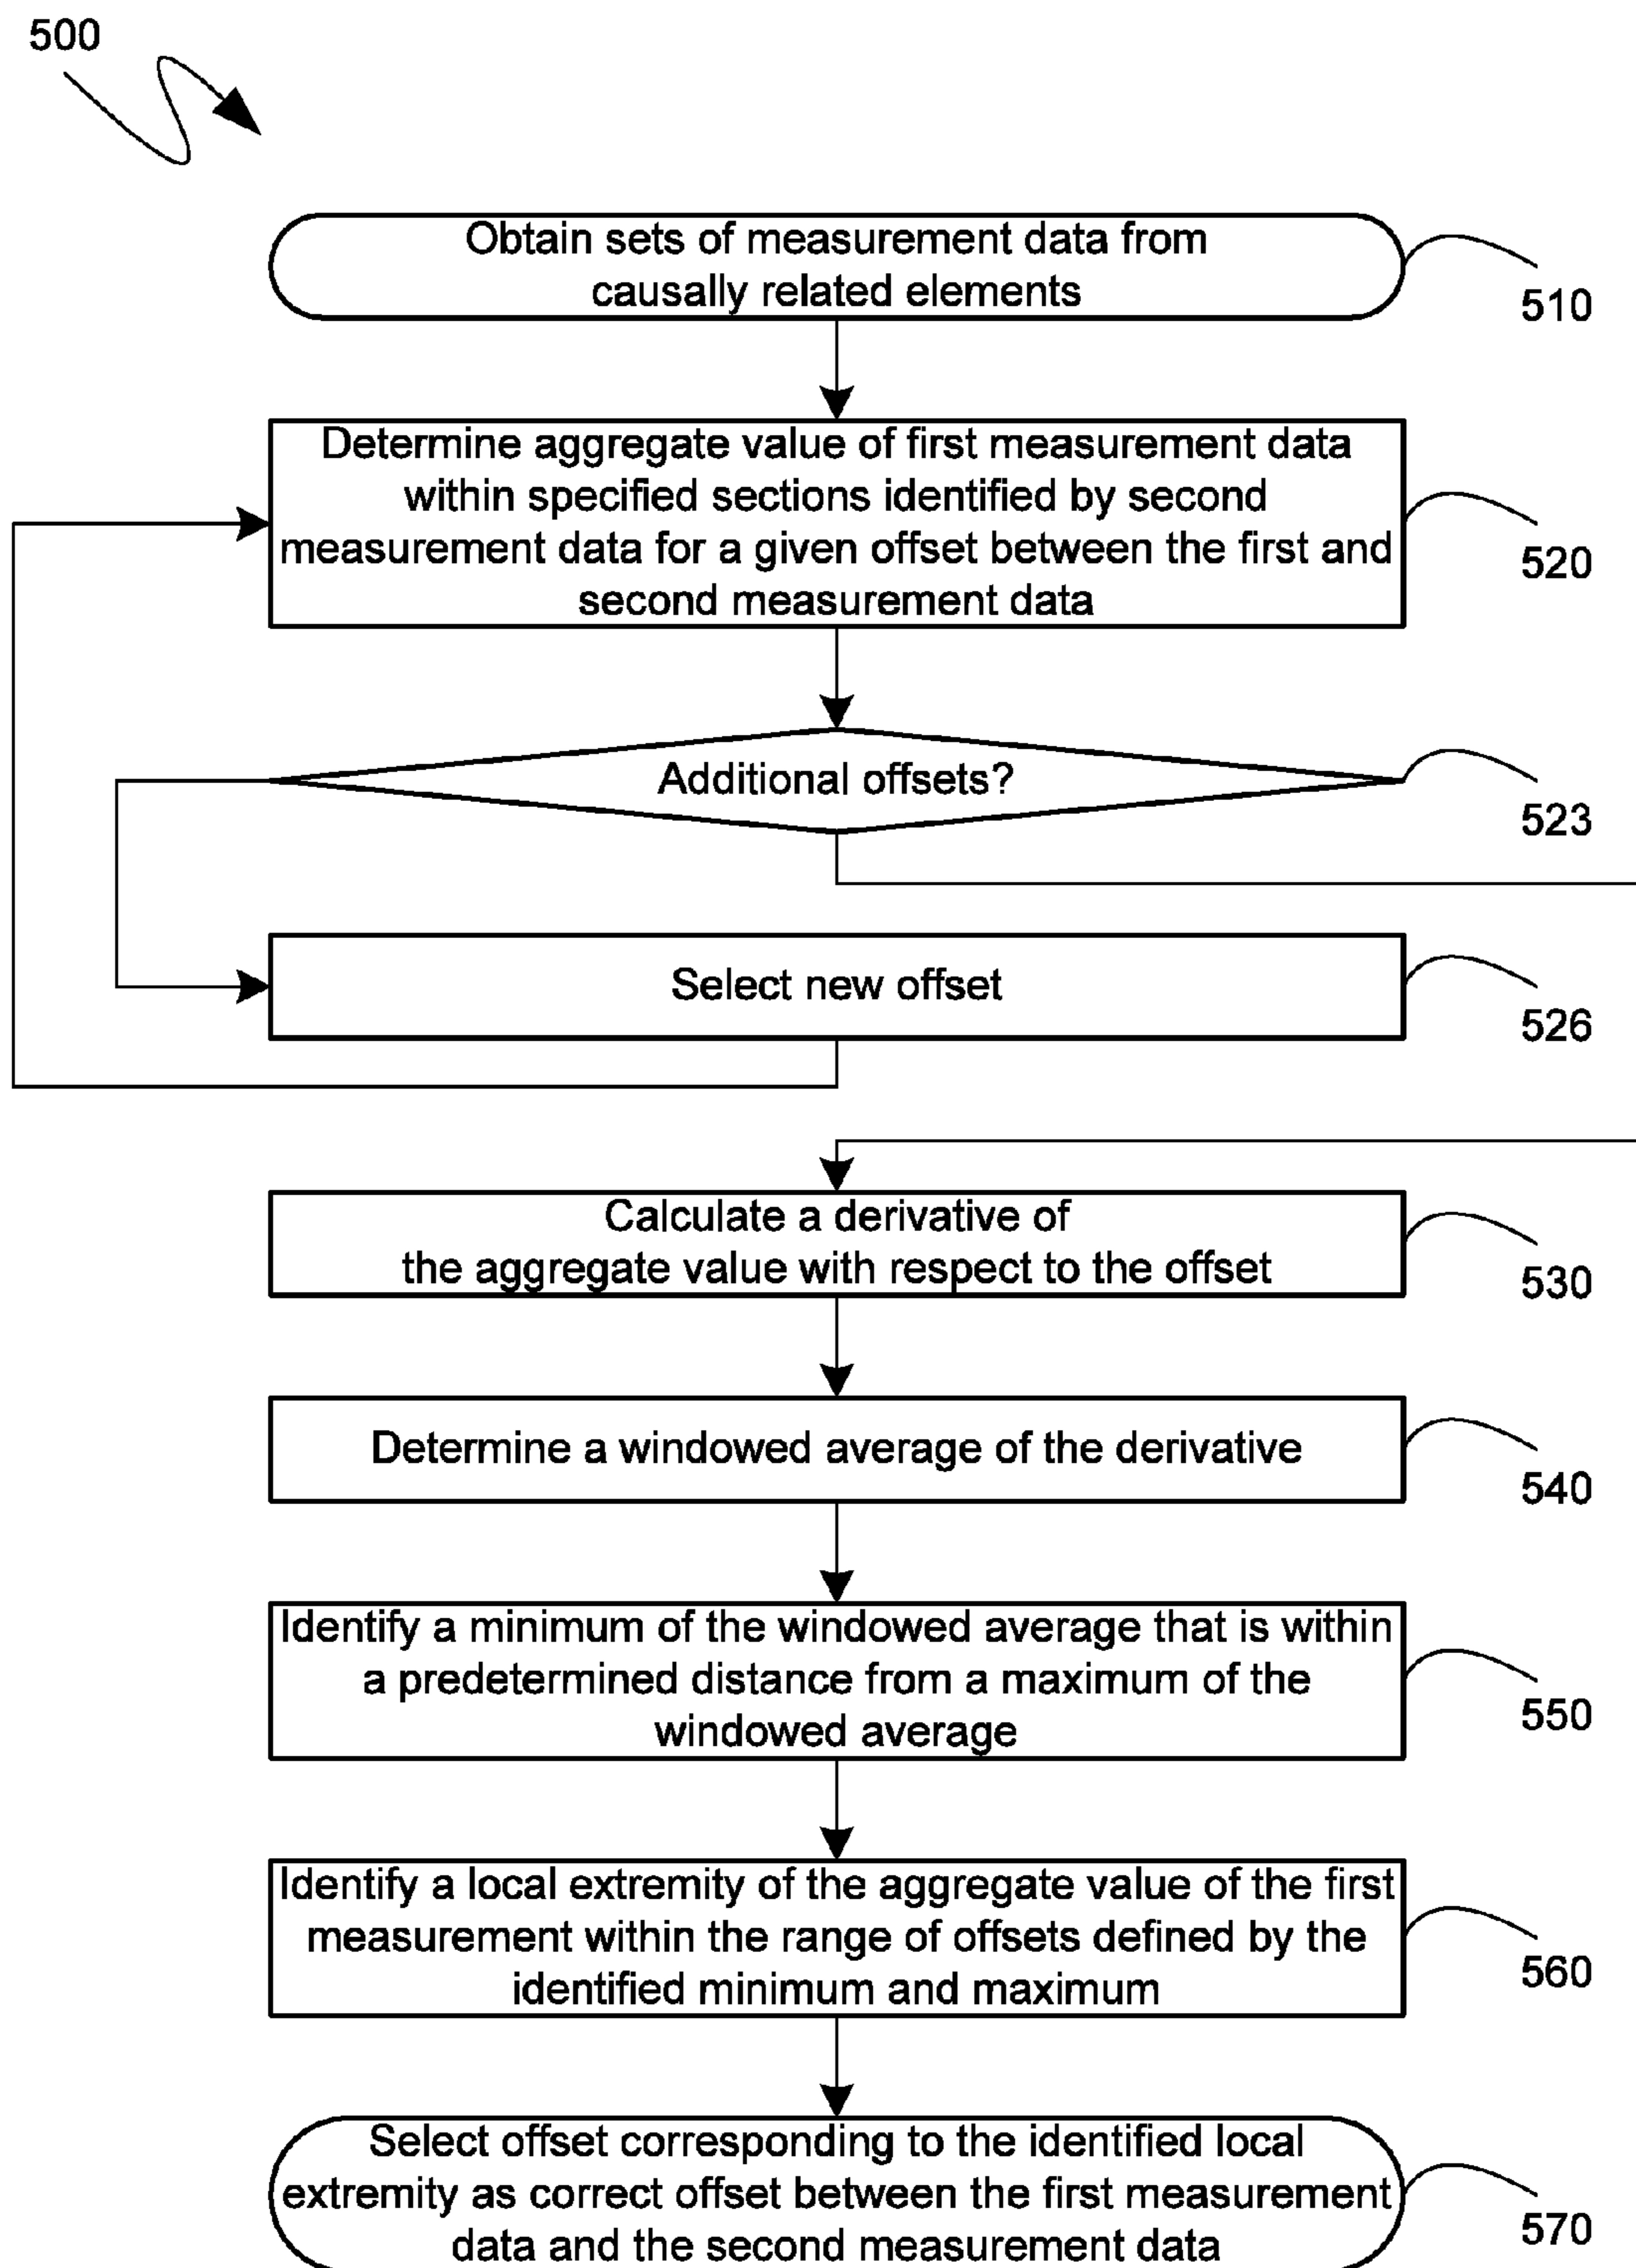 500
Obtain sets of measurement data from
causally related elements
510
Determine aggregate value of first measurement data
within specified sections identified by second
measurement data for a given offset between the first and
second measurement data
520
Additional offsets?
523
Select new offset
526
Calculate a derivative of
the aggregate value with respect to the offset
530
Determine a windowed average of the derivative
540
Identify a minimum of the windowed average that is within
a predetermined distance from a maximum of the
windowed average
550
Identify a local extremity of the aggregate value of the first
measurement within the range of offsets defined by the
identified minimum and maximum
560
Select offset corresponding to the identified local
extremity as correct offset between the first measurement
data and the second measurement data
570